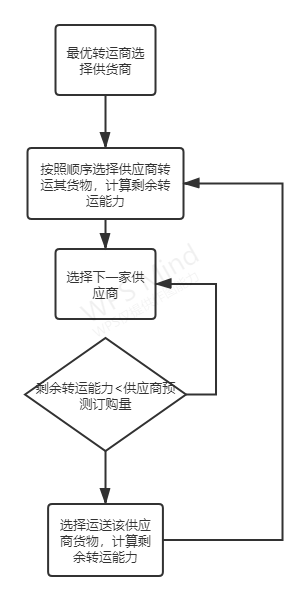 最优转运商选
择供货商
按照顺序选择供应商转
运其货物，计算剩余转
运能力
选择下一家供
应商
WPS Mind
剩余转运能力<供应商预
测订购量
选择运送该供应
商货物，计算剩
余转运能力